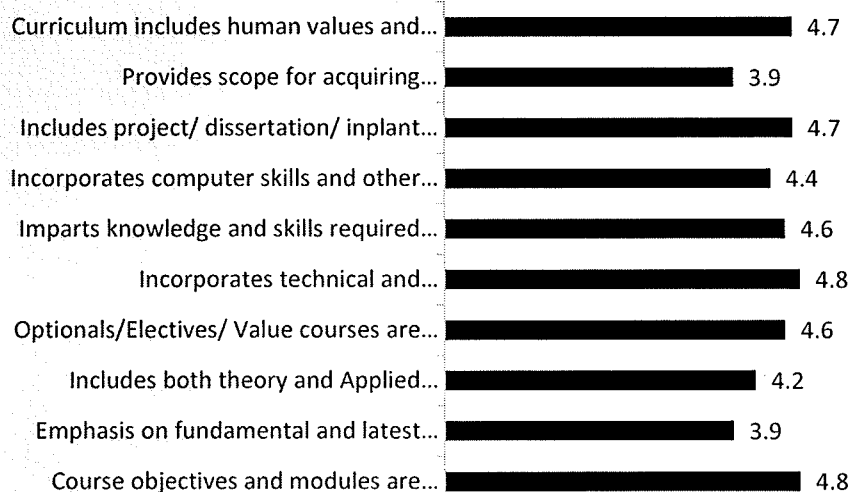 Curriculum includes human values and... 4.7
Provides scope for acquiring... 3.9
Includes project/ dissertation/ inplant... 4.7
Incorporates computer skills and other... 4.4
Imparts knowledge and skills required... 4.6
Incorporates technical and... 4.8
Optionals/Electives/ Value courses are... 4.6
Includes both theory and Applied... 4.2
Emphasis on fundamental and latest... 3.9
Course objectives and modules are... 4.8